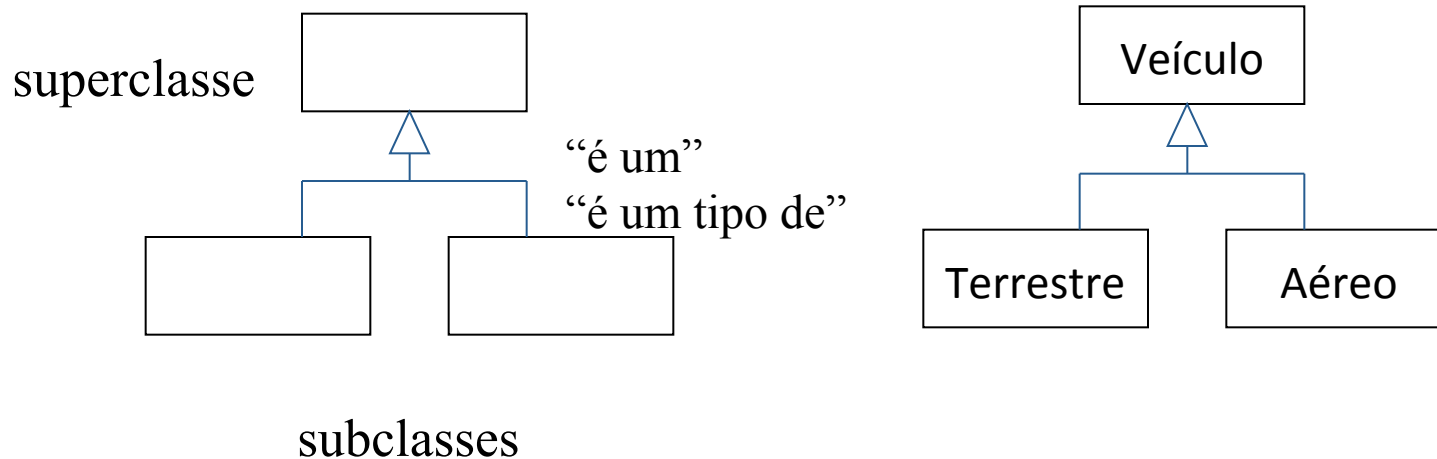 superclasse
“é um”
“é um tipo de”
subclasses
Veículo
Terrestre
Aéreo